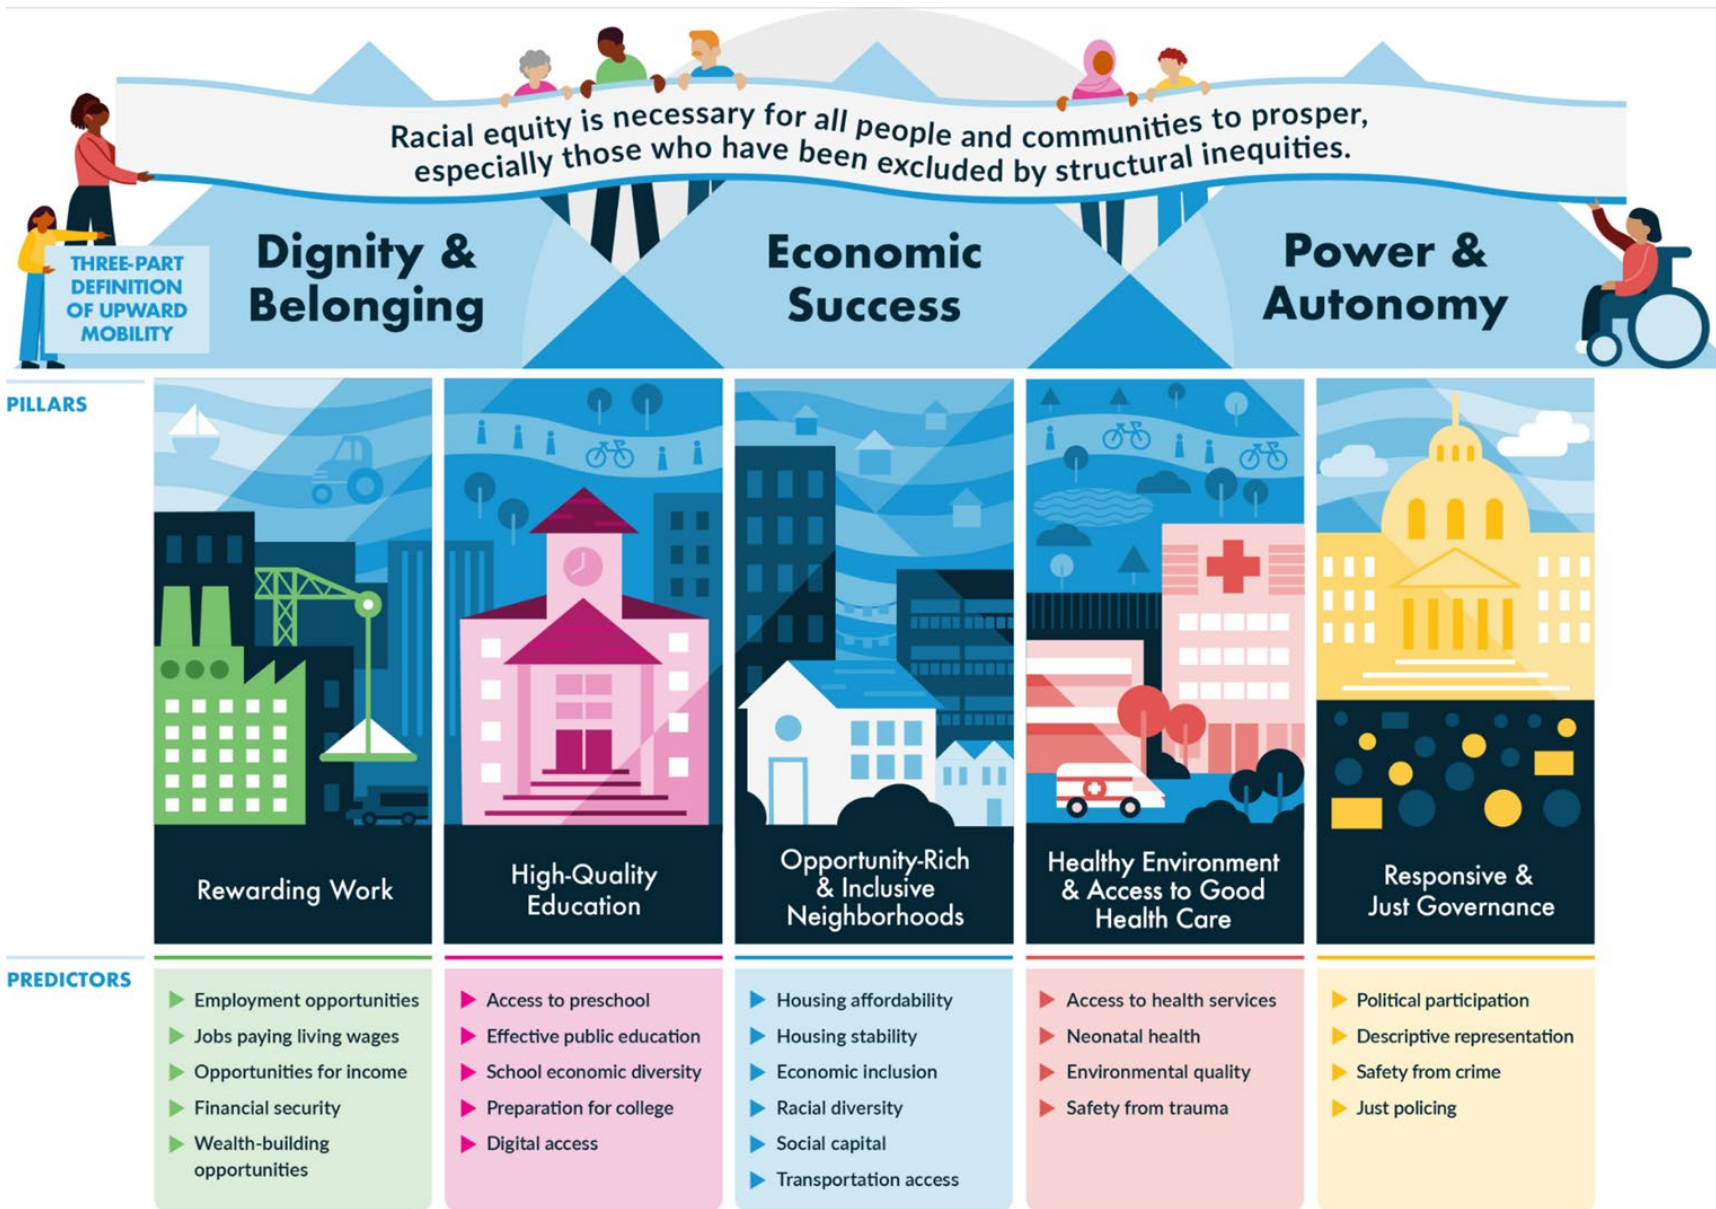 Racial equity is necessary for all people and communities to prosper,
especially those who have been excluded by structural inequities.
THREE-PART
DEFINITION
OF UPWARD
MOBILITY
Dignity &
Belonging
Economic
Success
Power &
Autonomy
PILLARS
Rewarding Work
High-Quality
Education
Opportunity-Rich
& Inclusive
Neighborhoods
Healthy Environment
& Access to Good
Health Care
Responsive &
Just Governance
PREDICTORS
Employment opportunities
Jobs paying living wages
Opportunities for income
Financial security
Wealth-building
opportunities
Access to preschool
Effective public education
School economic diversity
Preparation for college
Digital access
Housing affordability
Housing stability
Economic inclusion
Racial diversity
Social capital
Transportation access
Access to health services
Neonatal health
Environmental quality
Safety from trauma
Political participation
Descriptive representation
Safety from crime
Just policing